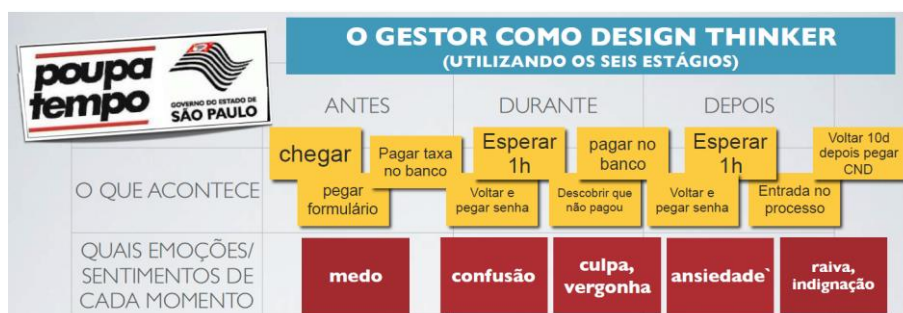 poupa
tempo
GOVERNO DO ESTADO DE
SÃO PAULO
O GESTOR COMO DESIGN THINKER
(UTILIZANDO OS SEIS ESTÁGIOS)
ANTES
DURANTE
DEPOIS
O QUE ACONTECE
chegar
pegar
formulário
Pagar taxa
no banco
Voltar e
pegar senha
Esperar
1h
Descobrir que
não pagou
pagar no
banco
Voltar e
pegar senha
Esperar
1h
Entrada no
processo
Voltar 10d
depois pegar
CND
QUAIS EMOÇÕES/
SENTIMENTOS DE
CADA MOMENTO
medo
confusão
culpa,
vergonha
ansiedade`
raiva,
indignação